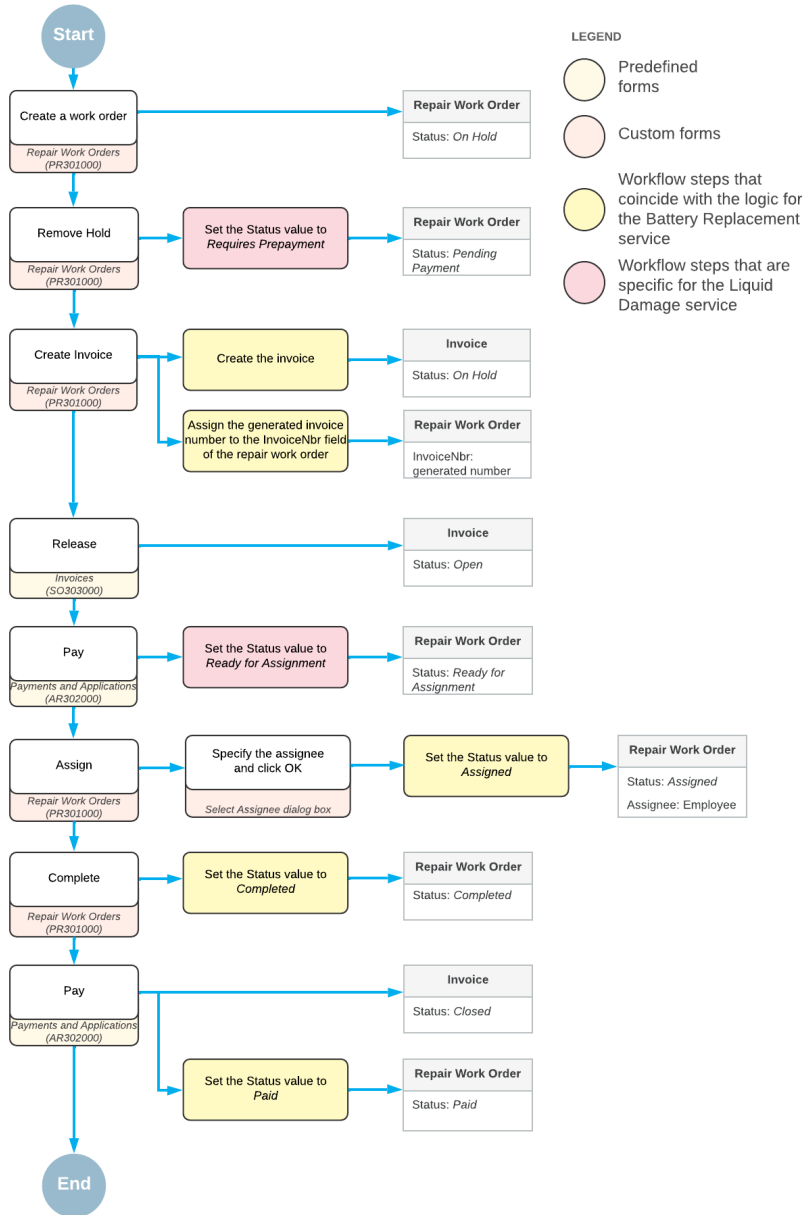 Start
LEGEND
Predefined
forms
Custom forms
Workflow steps that
coincide with the logic for
the Battery Replacement
service
Workflow steps that are
specific for the Liquid
Damage service
Create a work order
Repair Work Orders
(PR301000)
Repair Work Order
Status: On Hold
Remove Hold
Repair Work Orders
(PR301000)
Set the Status value to
Requires Prepayment
Repair Work Order
Status: Pending
Payment
Create Invoice
Repair Work Orders
(PR301000)
Create the invoice
Invoice
Status: On Hold
Assign the generated invoice
number to the InvoiceNbr field
of the repair work order
Repair Work Order
InvoiceNbr:
generated number
Release
Invoices
(SO303000)
Invoice
Status: Open
Pay
Payments and Applications
(AR302000)
Set the Status value to
Ready for Assignment
Repair Work Order
Status: Ready for
Assignment
Assign
Repair Work Orders
(PR301000)
Specify the assignee
and click OK
Select Assignee dialog box
Set the Status value to
Assigned
Repair Work Order
Status: Assigned
Assignee: Employee
Complete
Repair Work Orders
(PR301000)
Set the Status value to
Completed
Repair Work Order
Status: Completed
Pay
Payments and Applications
(AR302000)
Invoice
Status: Closed
Set the Status value to
Paid
Repair Work Order
Status: Paid
End